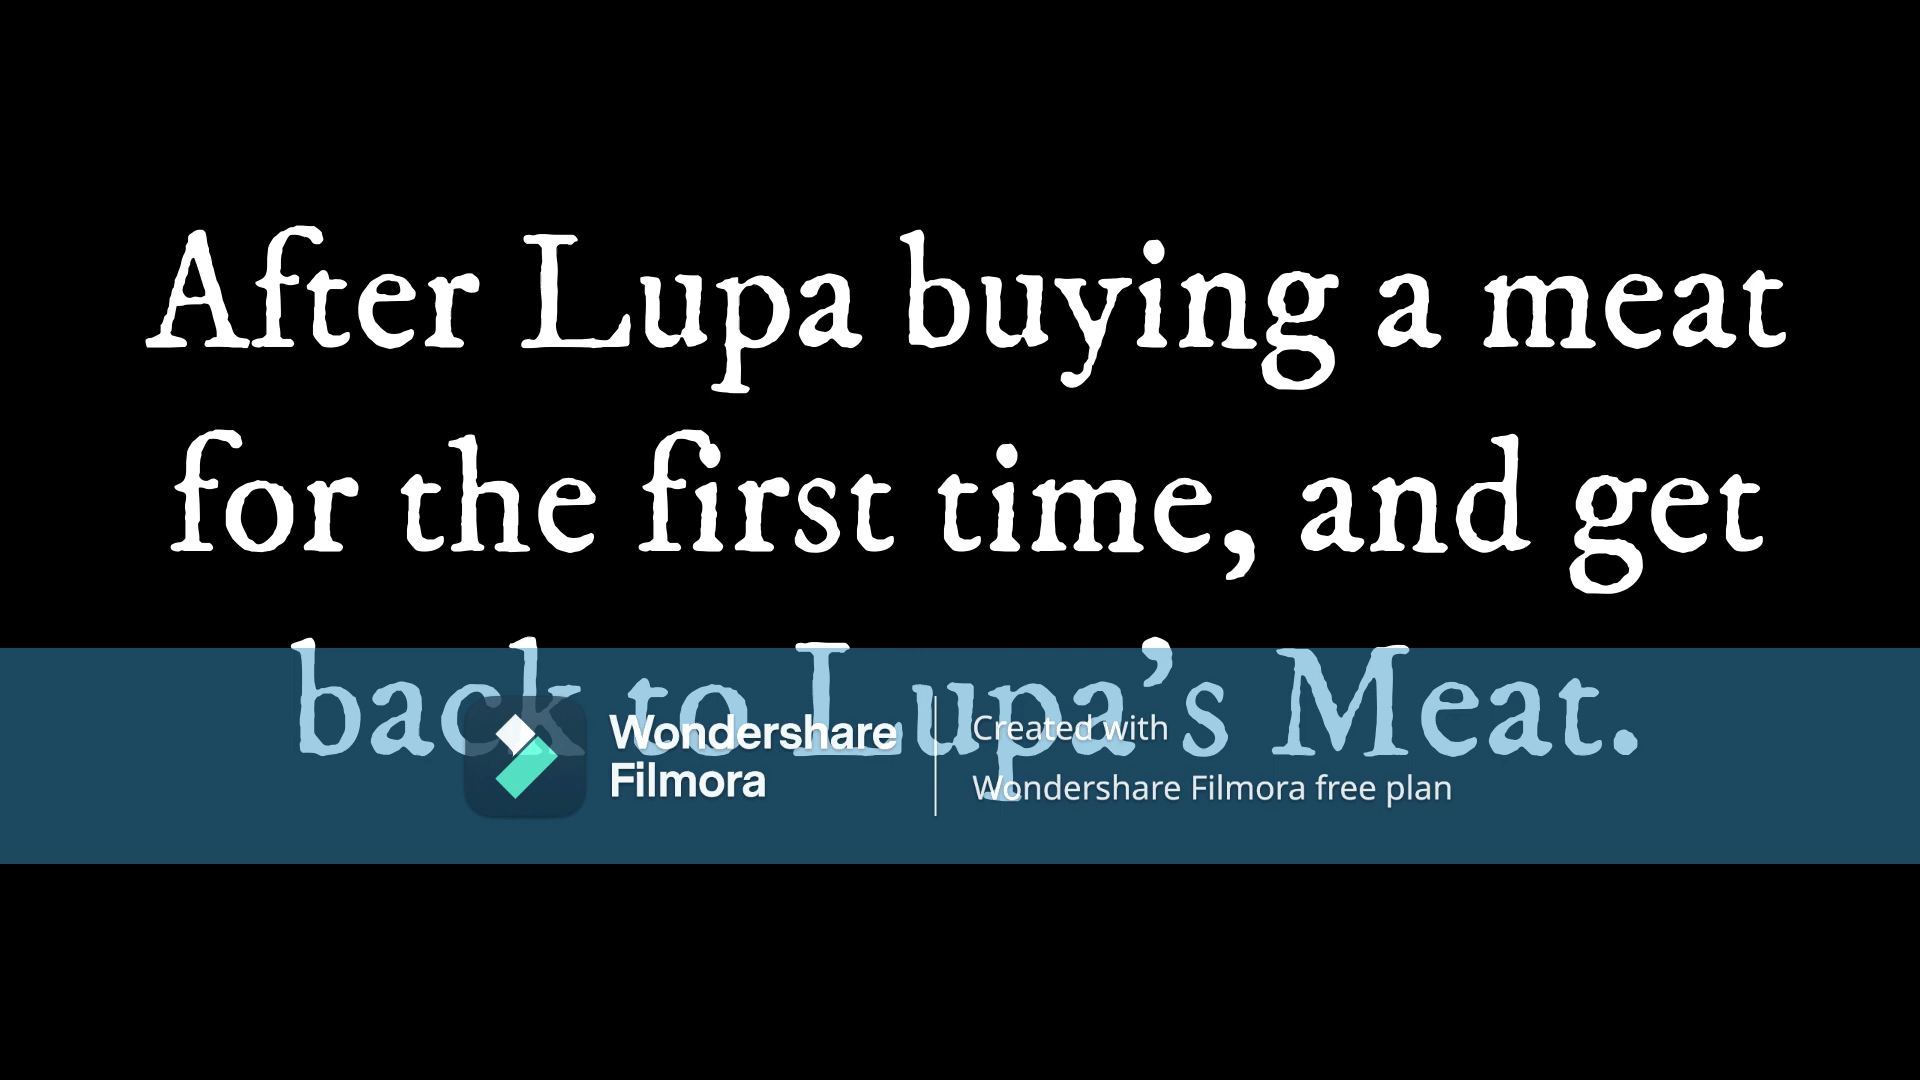 After Lupa buying a meat
for the first time, and get
back to Lupa’s Meat.
Wondershare
Filmora
Created with
Wondershare Filmora free plan